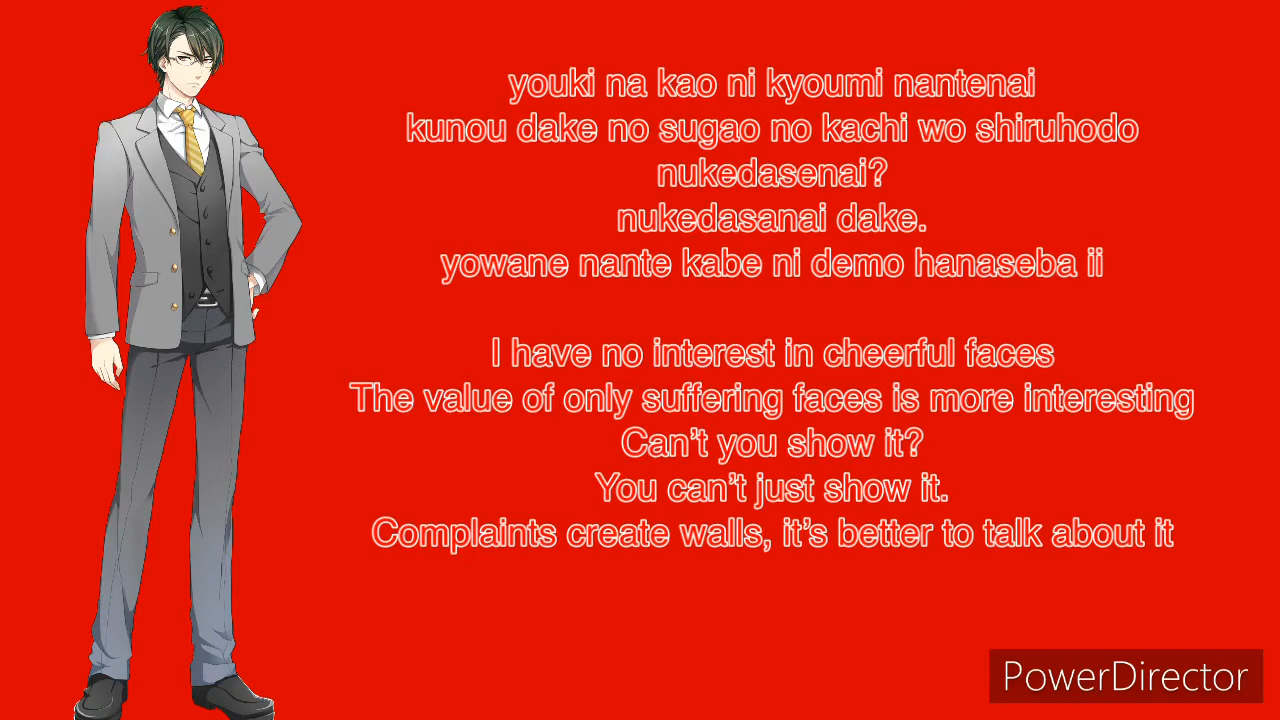 youki na kao ni kyoumi nantenai
kunou dake no sugao no kachi wo shiruhodo
nukedasenai?
nukedasanai dake.
yowane nante kabe ni demo hanaseba ii
I have no interest in cheerful faces
The value of only suffering faces is more interesting
Can't you show it?
You can't just show it.
Complaints create walls, it's better to talk about it
PowerDirector